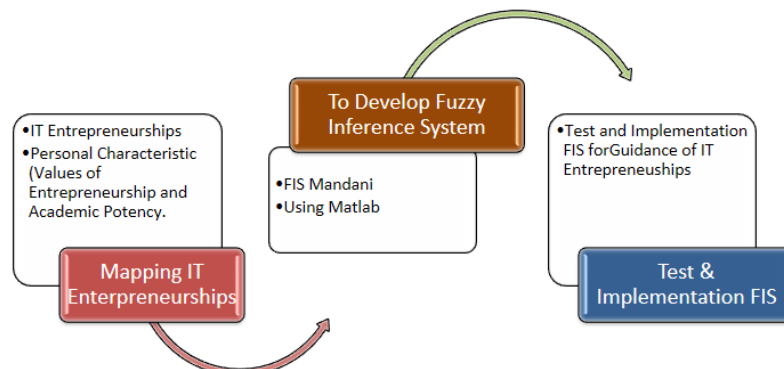 •IT Entrepreneurships
•Personal Characteristic
(Values of
Entrepreneurship and
Academic Potency.
Mapping IT
Enterpreneurships
To Develop Fuzzy
Inference System
•FIS Mandani
•Using Matlab
•Test and Implementation
FIS forGuidance of IT
Entrepreneuships
Test &
Implementation FIS